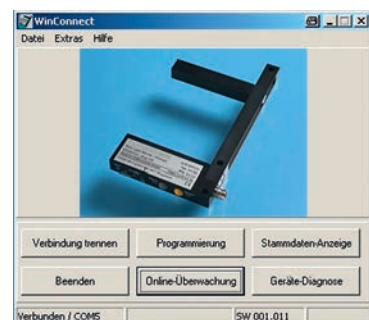 WinConnect
Datei Extras Hilfe
Verbindung trennen Programmierung Stammdaten-Anzeige
Beenden Online-Überwachung Geräte-Diagnose
Verbunden / COM5 SW 001.011